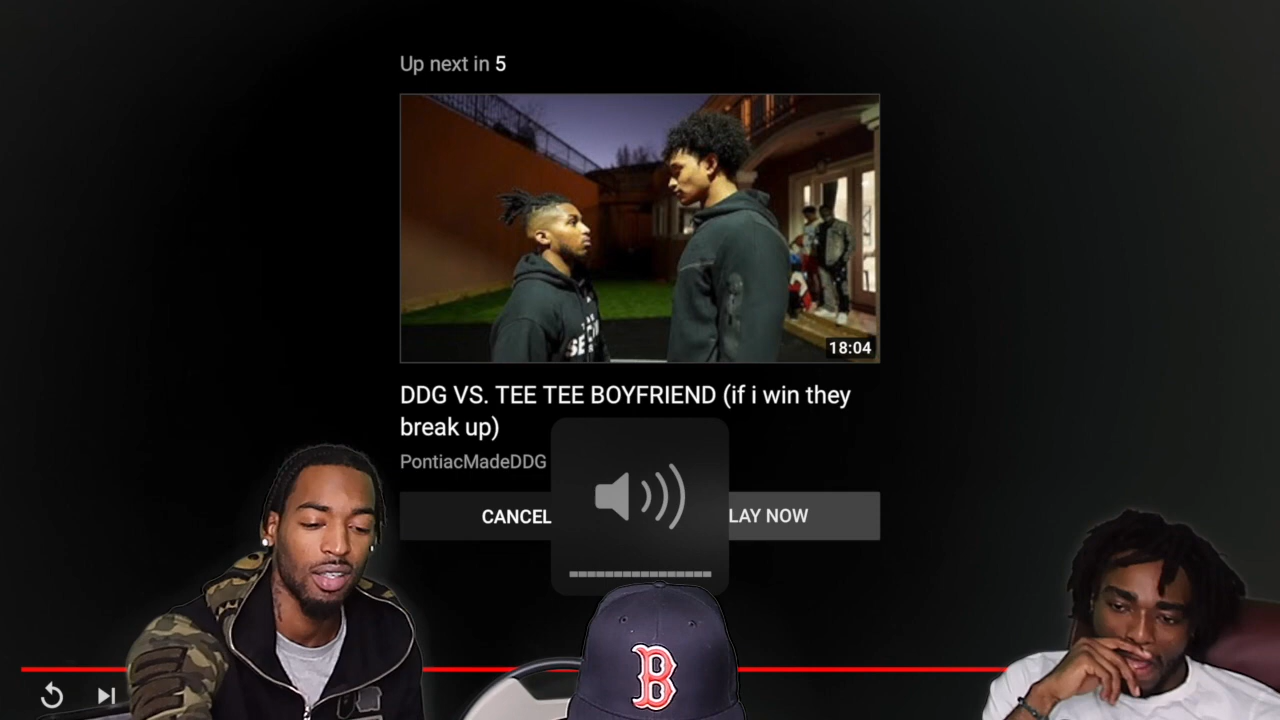 Up next in 5
18:04
DDG VS. TEE TEE BOYFRIEND (if i win they
break up)
PontiacMadeDDG
CANCEL
LAY NOW
B